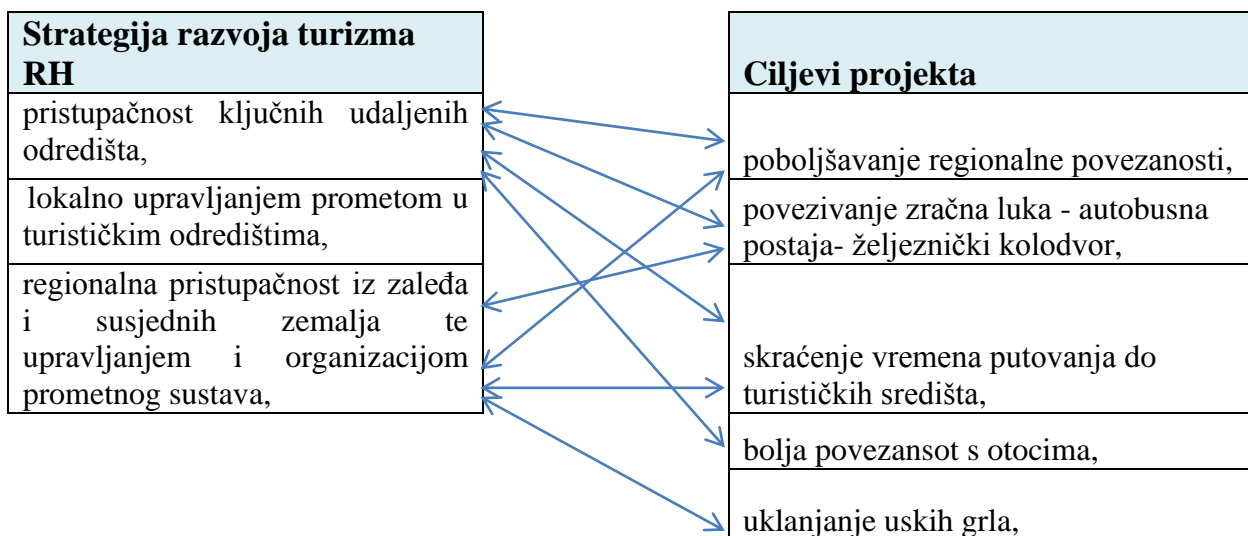 Strategija razvoja turizma
RH
pristupačnost ključnih udaljenih
odredišta,
lokalno upravljanjem prometom u
turističkim odredištima,
regionalna pristupačnost iz zaleđa
i susjednih zemalja te
upravljanjem i organizacijom
prometnog sustava,
Ciljevi projekta
poboljšavanje regionalne povezanosti,
povezivanje zračna luka - autobusna
postaja- željeznički kolodvor,
skraćenje vremena putovanja do
turističkih središta,
bolja povezansot s otocima,
uklanjanje uskih grla,